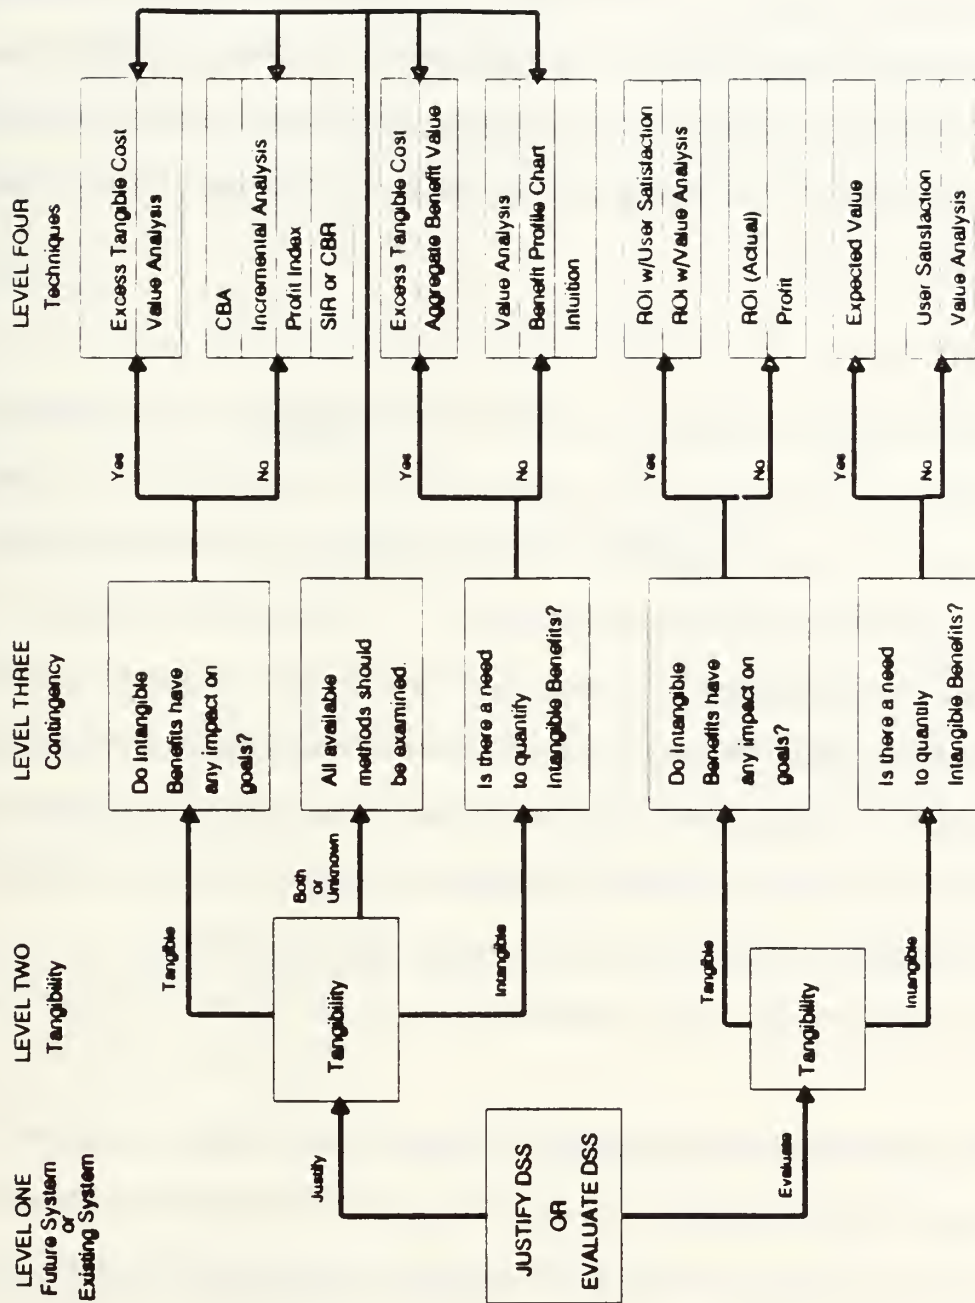 LEVEL ONE
Future System
or
Existing System
LEVEL TWO
Tangibility
LEVEL THREE
Contingency
LEVEL FOUR
Techniques
JUSTIFY DSS
OR
EVALUATE DSS
Justify
Evaluate
Tangibility
Tangible
Both
or
Unknown
Intangible
Do Intangible
Benefits have
any impact on
goals?
All available
methods should
be examined.
Is there a need
to quantify
Intangible Benefits?
Yes
No
Yes
No
Excess Tangible Cost
Value Analysis
CBA
Incremental Analysis
Profit Index
SIR or CBR
Excess Tangible Cost
Aggregate Benefit Value
Value Analysis
Benefit Profile Chart
Intuition
Tangibility
Tangible
Intangible
Do Intangible
Benefits have
any impact on
goals?
Is there a need
to quantify
Intangible Benefits?
Yes
No
Yes
No
ROI w/User Satisfaction
ROI w/Value Analysis
ROI (Actual)
Profit
Expected Value
User Satisfaction
Value Analysis